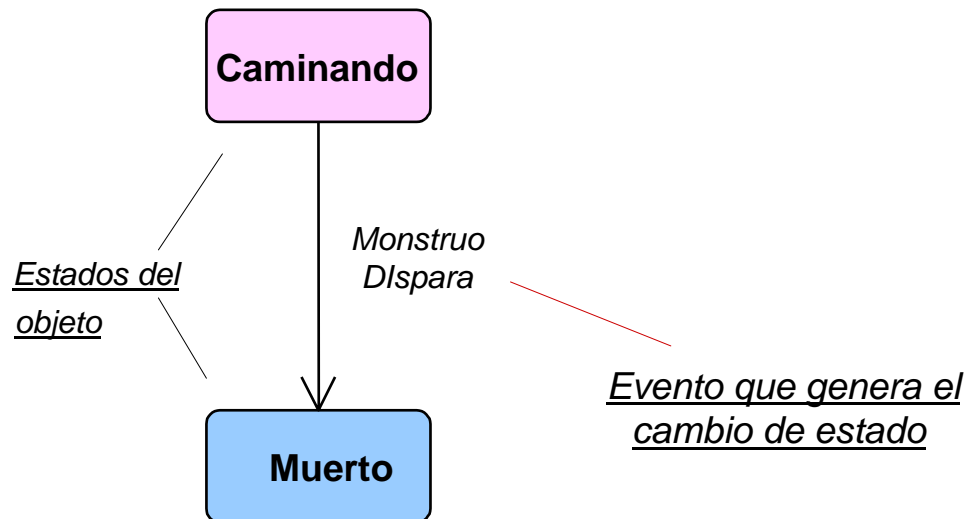 Caminando
Monstruo
DIspara
Estados del
objeto
Evento que genera el
cambio de estado
Muerto